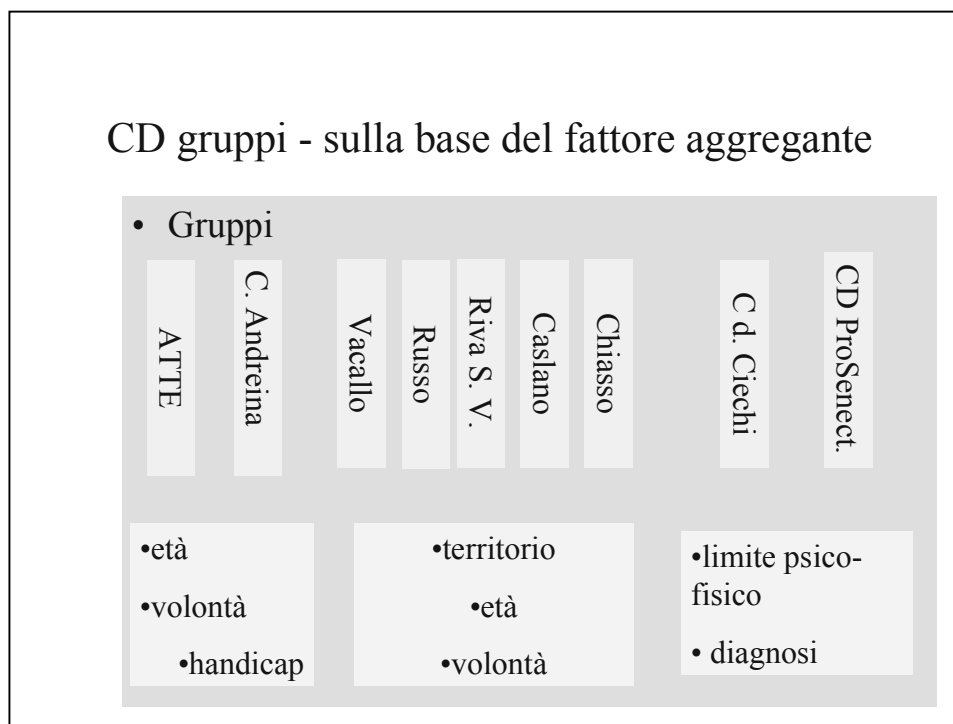 CD gruppi - sulla base del fattore aggregante
• Gruppi
ATTE
C. Andreina
Vacallo
Russo
Riva S. V.
Caslano
Chiasso
C d. Ciechi
CD ProSenect.
•età
•volontà
•handicap
•territorio
•età
•volontà
•limite psico-
fisico
• diagnosi